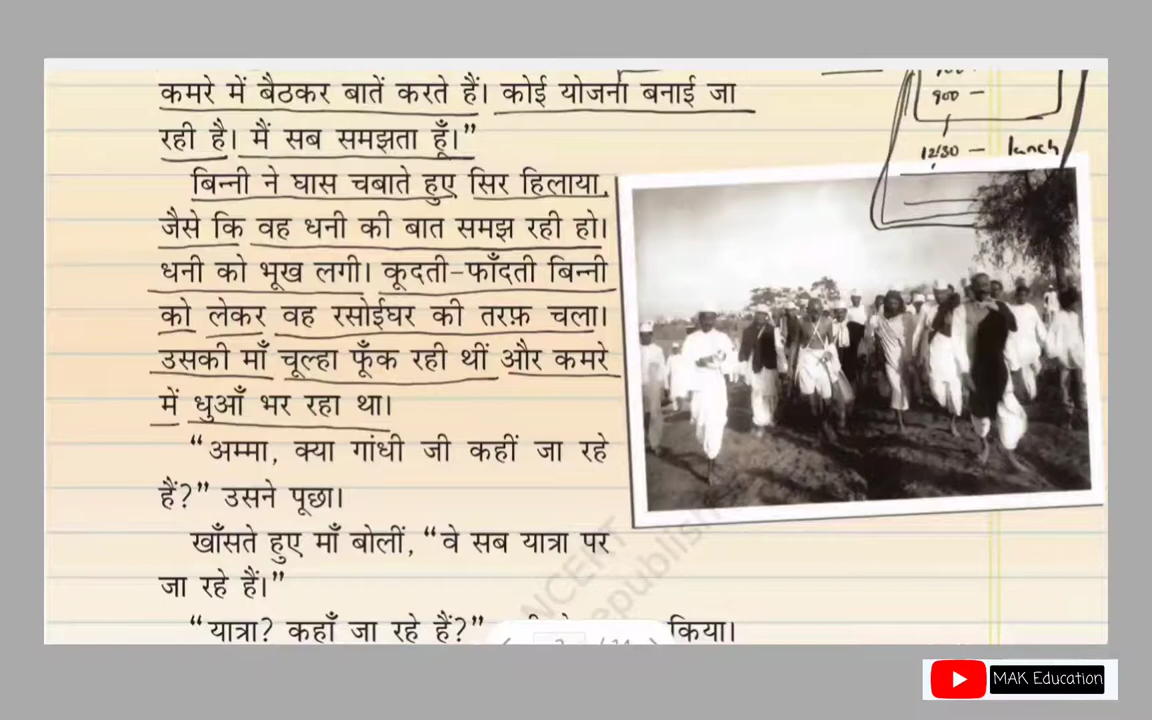 कमरे में बैठकर बातें करते हैं। कोई योजना बनाई जा
रही है। मैं सब समझता हूँ।”
बिन्नी ने घास चबाते हुए सिर हिलाया,
जैसे कि वह धनी की बात समझ रही हो।
धनी को भूख लगी। कूदती-फाँदती बिन्नी
को लेकर वह रसोईघर की तरफ़ चला।
उसकी माँ चूल्हा फूँक रही थीं और कमरे
में धुआँ भर रहा था।
“अम्मा, क्या गांधी जी कहीं जा रहे
हैं?” उसने पूछा।
खाँसते हुए माँ बोलीं, “वे सब यात्रा पर
जा रहे हैं।”
“यात्रा? कहाँ जा रहे हैं?” किया।
900 –
12/30 – lunch
NCERT
republish
MAK Education